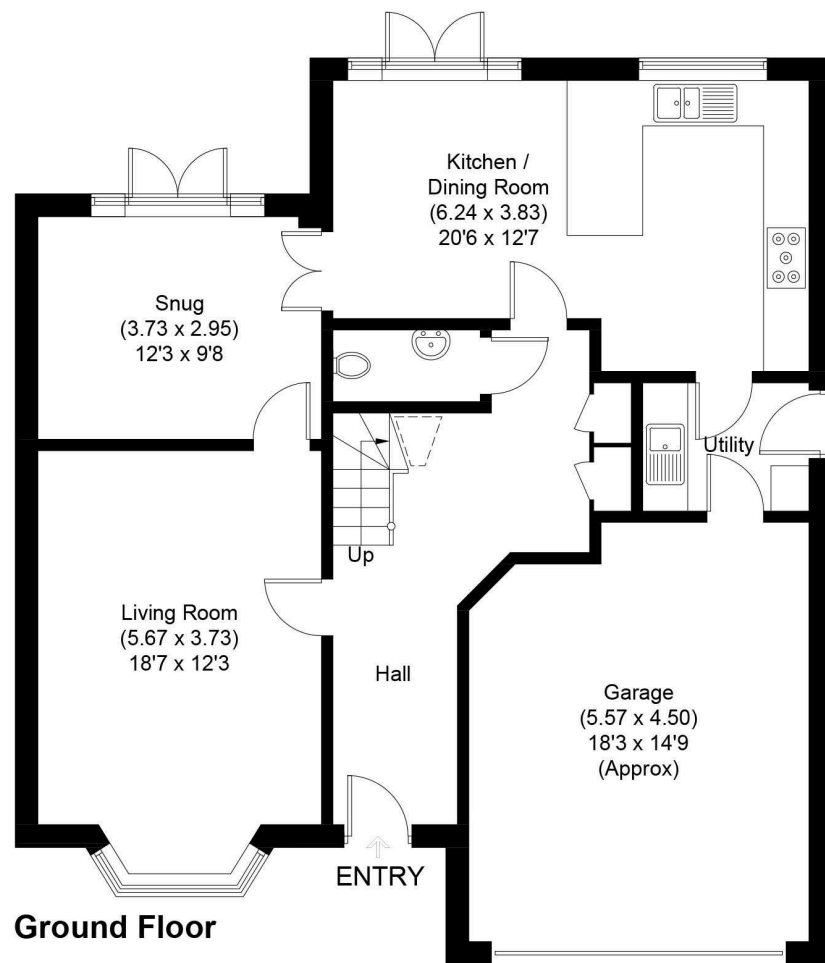 Kitchen /
Dining Room
(6.24 x 3.83)
20'6 x 12'7
Snug
(3.73 x 2.95)
12'3 x 9'8
Utility
Up
Living Room
(5.67 x 3.73)
18'7 x 12'3
Hall
Garage
(5.57 x 4.50)
18'3 x 14'9
(Approx)
ENTRY
Ground Floor